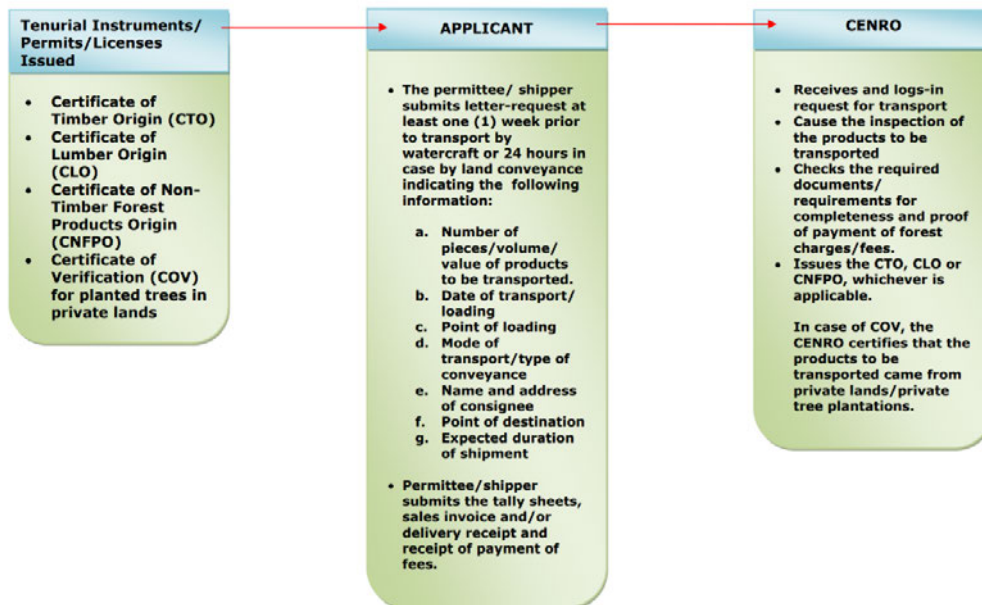 Tenurial Instruments/
Permits/Licenses
Issued
• Certificate of
Timber Origin (CTO)
• Certificate of
Lumber Origin
(CLO)
• Certificate of Non-
Timber Forest
Products Origin
(CNFPO)
• Certificate of
Verification (COV)
for planted trees in
private lands
APPLICANT
• The permittee/ shipper
submits letter-request at
least one (1) week prior
to transport by
watercraft or 24 hours in
case by land conveyance
indicating the following
information:
a. Number of
pieces/volume/
value of products
to be transported.
b. Date of transport/
loading
c. Point of loading
d. Mode of
transport/type of
conveyance
e. Name and address
of consignee
f. Point of destination
g. Expected duration
of shipment
• Permittee/shipper
submits the tally sheets,
sales invoice and/or
delivery receipt and
receipt of payment of
fees.
CENRO
• Receives and logs-in
request for transport
• Cause the inspection of
the products to be
transported
• Checks the required
documents/
requirements for
completeness and proof
of payment of forest
charges/fees.
• Issues the CTO, CLO or
CNFPO, whichever is
applicable.
In case of COV, the
CENRO certifies that the
products to be
transported came from
private lands/private
tree plantations.